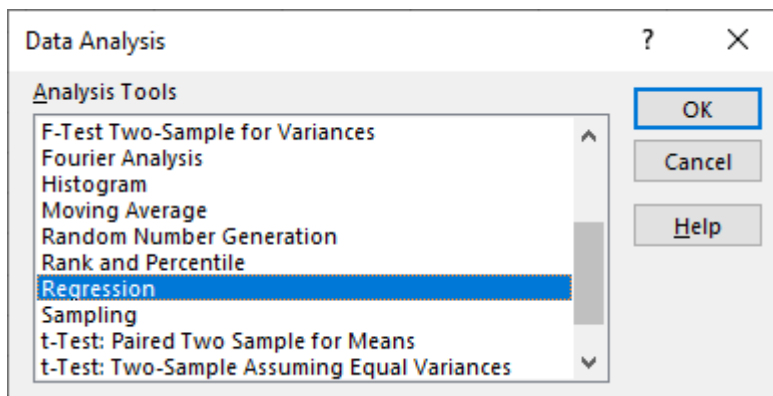 Data Analysis ? ×
Analysis Tools
F-Test Two-Sample for Variances
Fourier Analysis
Histogram
Moving Average
Random Number Generation
Rank and Percentile
Regression
Sampling
t-Test: Paired Two Sample for Means
t-Test: Two-Sample Assuming Equal Variances
OK
Cancel
Help